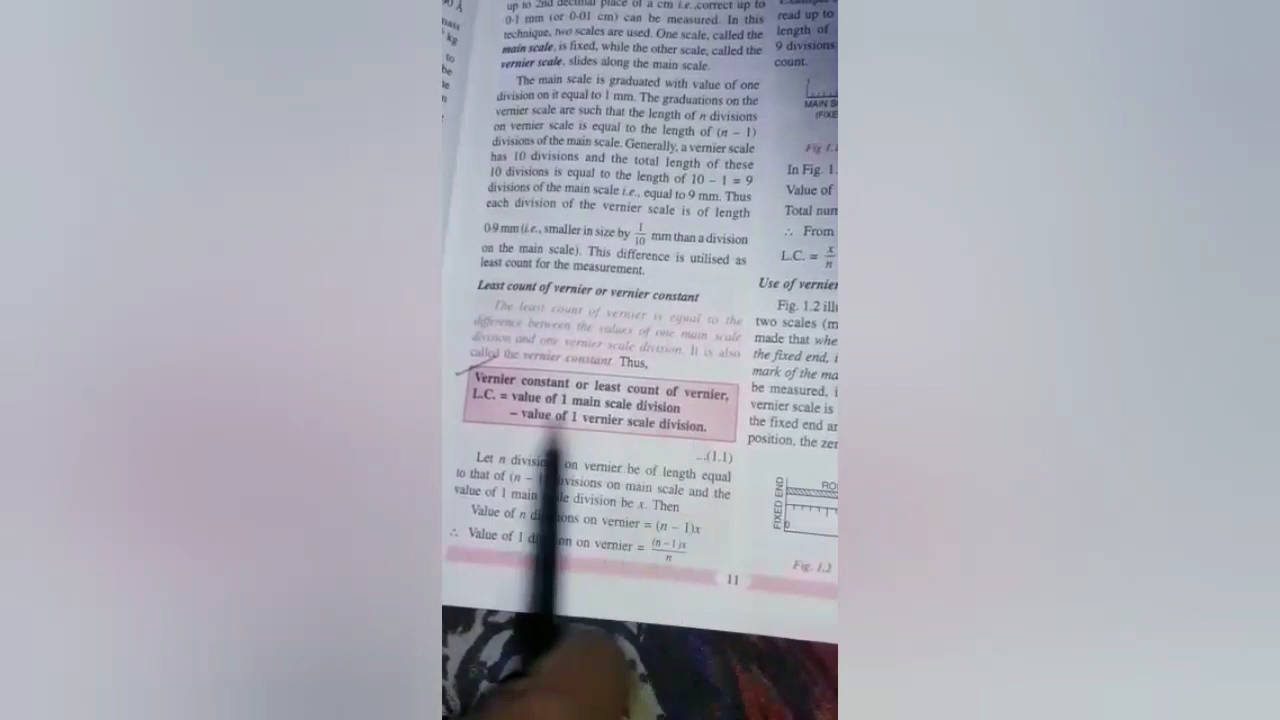 up to 2nd decimal place of a cm i.e.,correct up to
0·1 mm (or 0·01 cm) can be measured. In this
technique, two scales are used. One scale, called the
main scale, is fixed, while the other scale, called the
vernier scale, slides along the main scale.
The main scale is graduated with value of one
division on it equal to 1 mm. The graduations on the
vernier scale are such that the length of n divisions
on vernier scale is equal to the length of (n – 1)
divisions of the main scale. Generally, a vernier scale
has 10 divisions and the total length of these
10 divisions is equal to the length of 10 – 1 = 9
divisions of the main scale i.e., equal to 9 mm. Thus
each division of the vernier scale is of length
0·9 mm (i.e., smaller in size by 1/10 mm than a division
on the main scale). This difference is utilised as
least count for the measurement.
Least count of vernier or vernier constant
The least count of vernier is equal to the
difference between the values of one main scale
division and one vernier scale division. It is also
called the vernier constant. Thus,
Vernier constant or least count of vernier,
L.C. = value of 1 main scale division
– value of 1 vernier scale division.
...(1.1)
Let n on vernier be of length equal
to that of (n – on main scale and the
value of 1 main division be x. Then
Value of n on vernier = (n – 1)x
∴ Value of 1 on vernier = (n – 1)x/n
11
read up to
length of
9 divisions
count.
MAIN
(FIXE
Fig
In Fig. 1.
Value of
Total
∴ From
L.C. = x/n
Use of
Fig. 1.2
two scales (m
made that
the fixed end,
mark of the
be measured,
vernier scale is
the fixed end
position, the
FIXED END
Fig. 1.2
kg
to